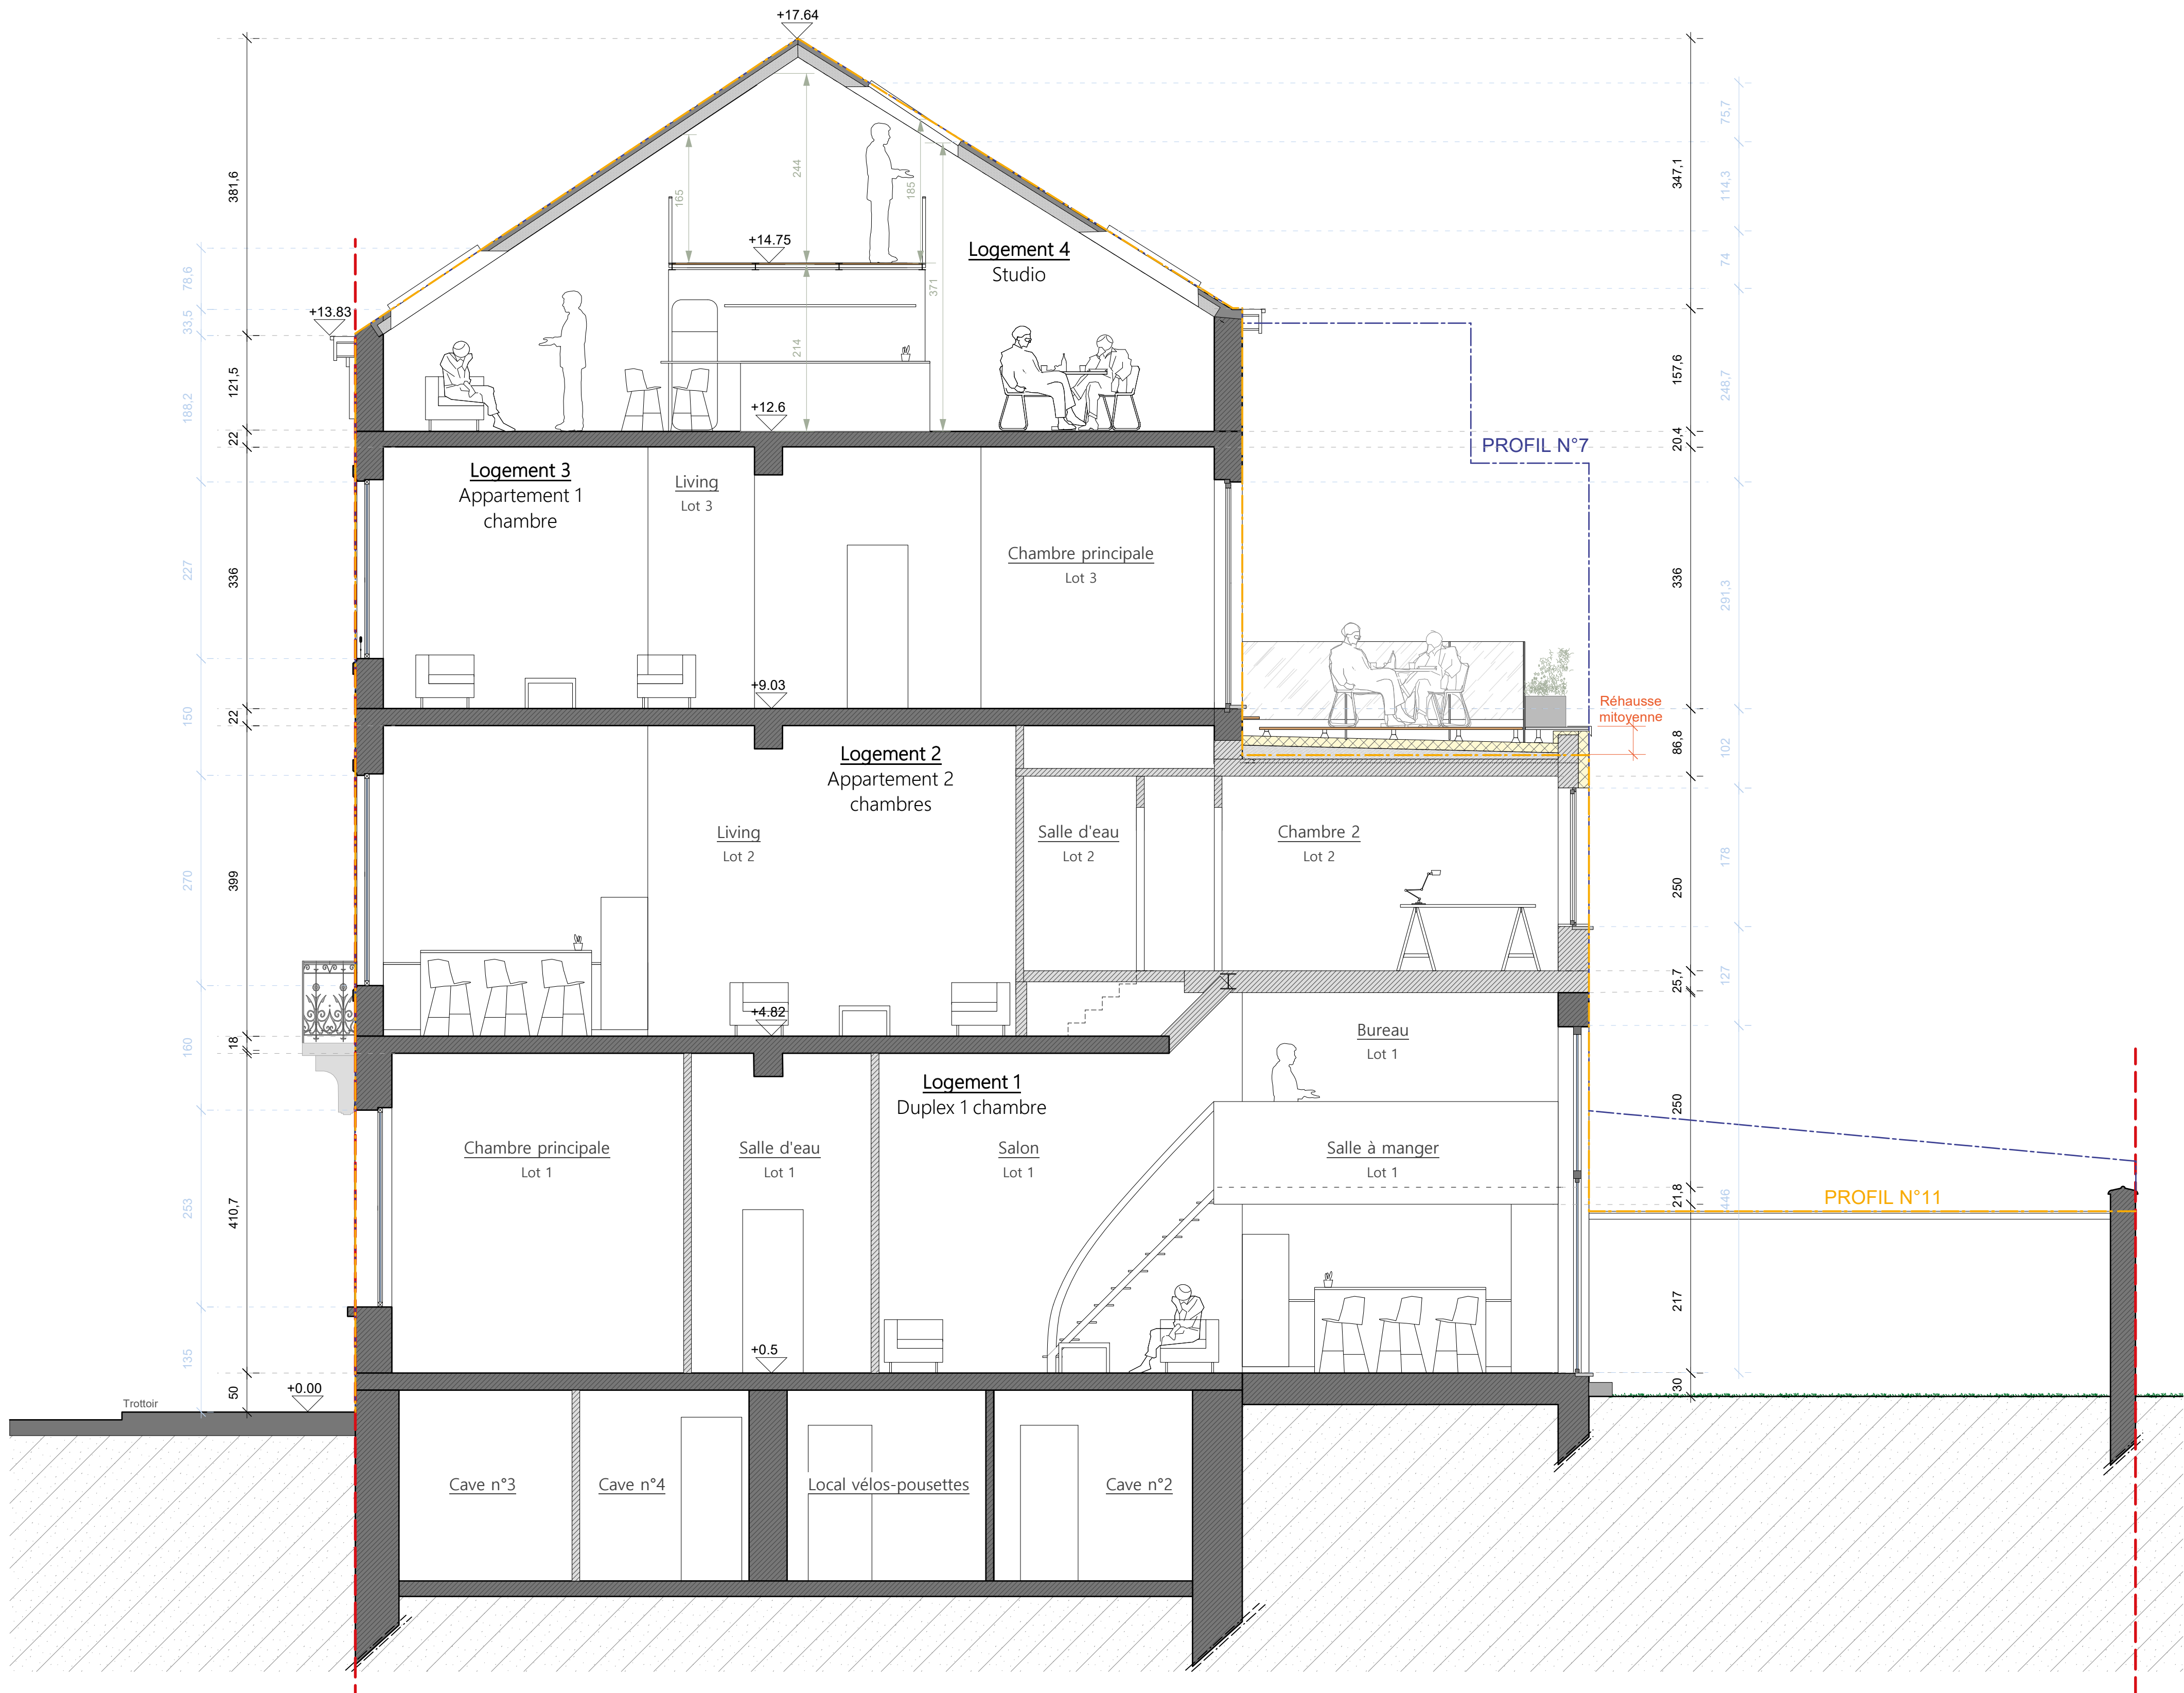 +17.64
381,6
347,1
75,7
114,3
74
248,7
244
165
185
371
214
+14.75
Logement 4
Studio
78,6
33,5
188,2
+13.83
121,5
157,6
+12.6
22
20,4
PROFIL N°7
Logement 3
Appartement 1
chambre
Living
Lot 3
Chambre principale
Lot 3
227
336
336
291,3
+9.03
Réhausse
mitoyenne
150
22
86,8
102
Logement 2
Appartement 2
chambres
Living
Lot 2
Salle d'eau
Lot 2
Chambre 2
Lot 2
270
399
250
178
+4.82
25,7
127
160
18
Bureau
Lot 1
Logement 1
Duplex 1 chambre
250
Chambre principale
Lot 1
Salle d'eau
Lot 1
Salon
Lot 1
Salle à manger
Lot 1
253
410,7
21,8
446
PROFIL N°11
217
+0.5
135
50
+0.00
30
Trottoir
Cave n°3
Cave n°4
Local vélos-pousettes
Cave n°2